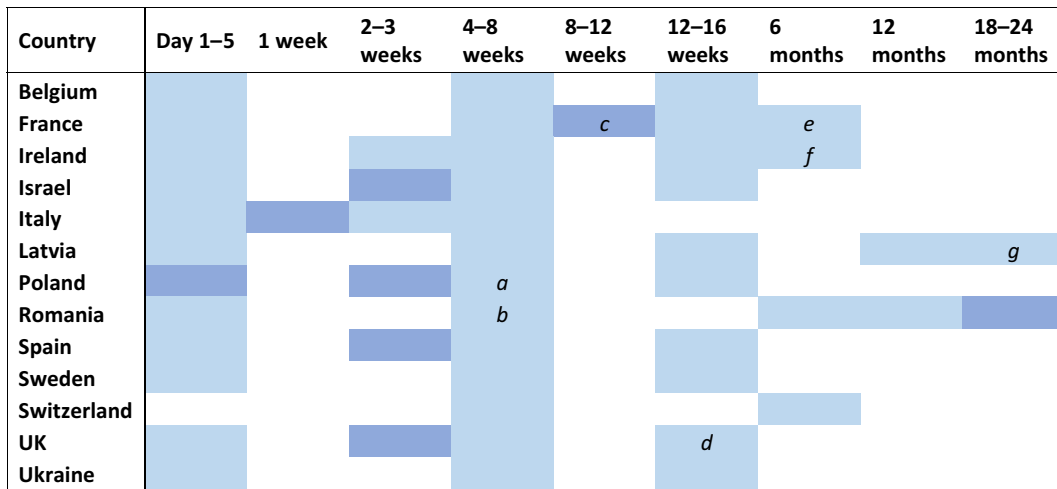 Country Day 1–5 1 week 2–3 weeks 4–8 weeks 8–12 weeks 12–16 weeks 6 months 12 months 18–24 months
Belgium
France c e
Ireland f
Israel
Italy
Latvia g
Poland a
Romania b
Spain
Sweden
Switzerland
UK d
Ukraine